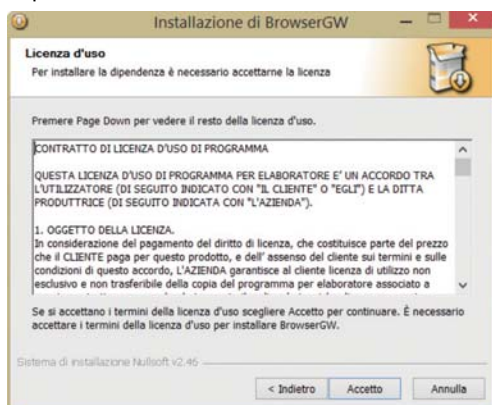 Installazione di BrowserGW
Licenza d'uso
Per installare la dipendenza è necessario accettarne la licenza
Premere Page Down per vedere il resto della licenza d'uso.
CONTRATTO DI LICENZA D'USO DI PROGRAMMA
QUESTA LICENZA D'USO DI PROGRAMMA PER ELABORATORE E' UN ACCORDO TRA
L'UTILIZZATORE (DI SEGUITO INDICATO CON "IL CLIENTE" O "EGLI") E LA DITTA
PRODUTTRICE (DI SEGUITO INDICATA CON "L'AZIENDA").
1. OGGETTO DELLA LICENZA.
In considerazione del pagamento del diritto di licenza, che costituisce parte del prezzo
che il CLIENTE paga per questo prodotto, e dell' assenso del cliente sui termini e sulle
condizioni di questo accordo, L'AZIENDA garantisce al cliente licenza di utilizzo non
esclusivo e non trasferibile della copia del programma per elaboratore associato a
Se si accettano i termini della licenza d'uso scegliere Accetto per continuare. È necessario
accettare i termini della licenza d'uso per installare BrowserGW.
Sistema di installazione Nullsoft v2.46
< Indietro
Accetto
Annulla